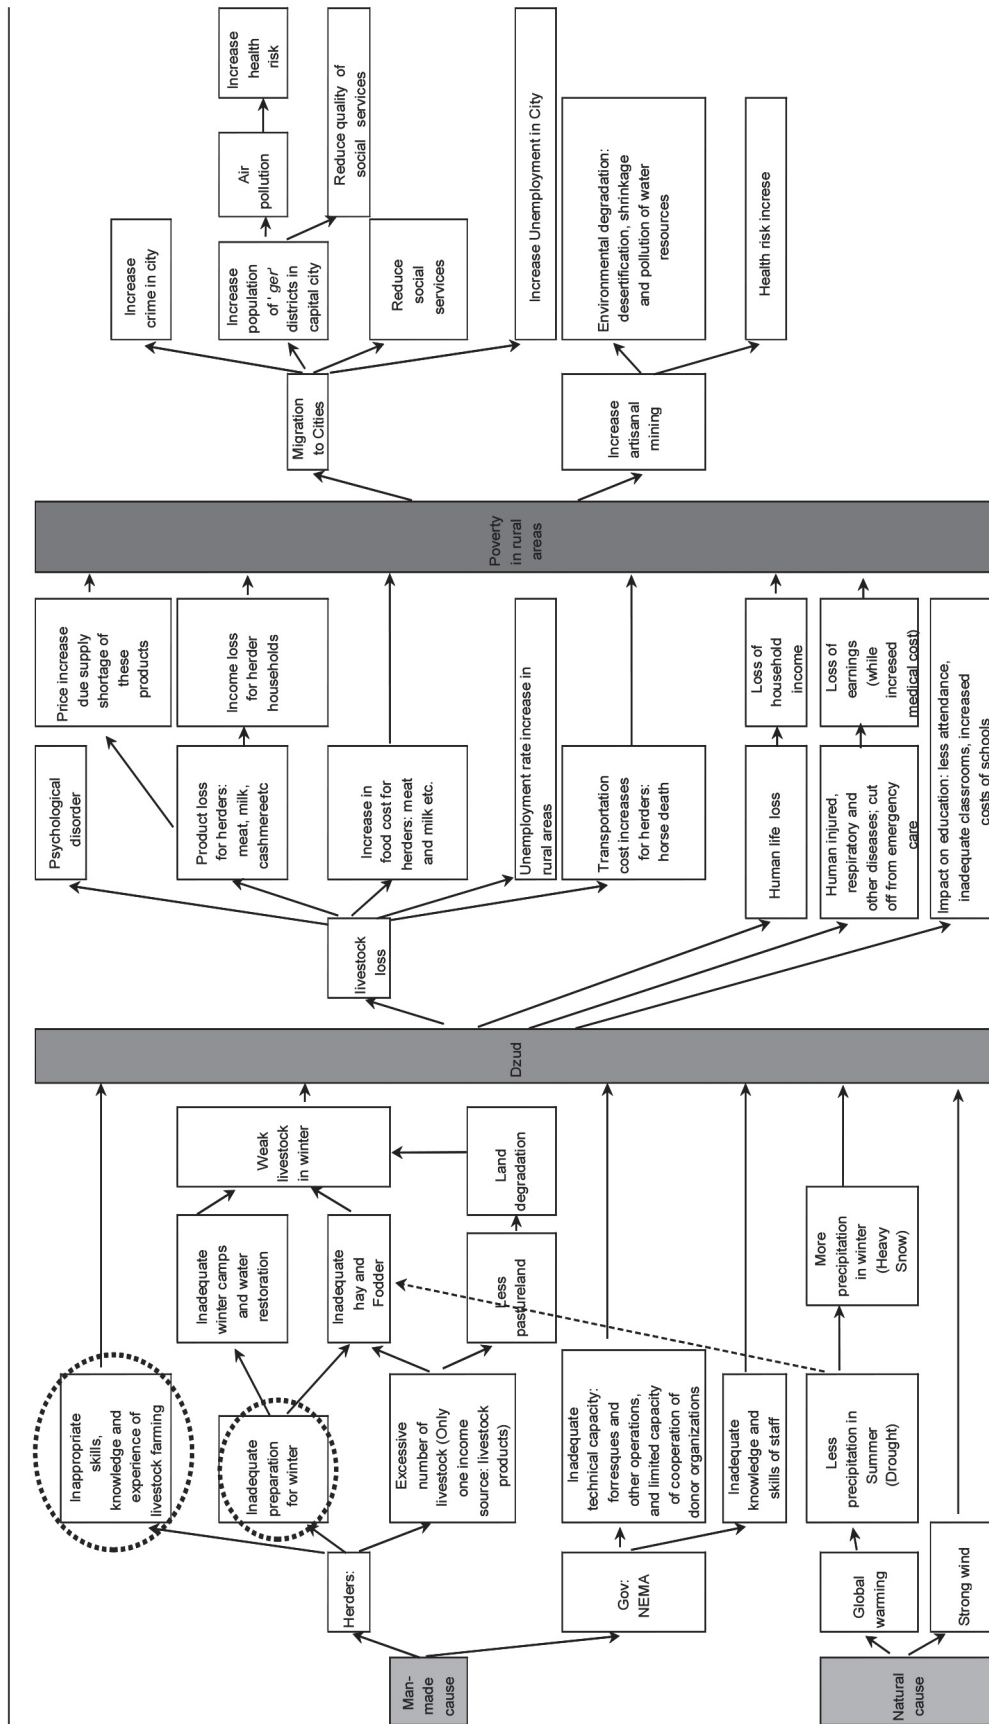 Man-
made
cause
Natural
cause
Herders:
Gov:
NEMA
Global
warming
Strong wind
Inappropriate
skills,
knowledge and
experience of
livestock farming
Inadequate
preparation
for winter
Excessive
number of
livestock (Only
one income
source: livestock
products)
Inadequate
technical capacity:
forresques and
other operations,
and limited capacity
of cooperation of
donor organizations
Inadequate
knowledge and
skills of staff
Less
precipitation in
Summer
(Drought)
Inadequate
winter camps
and water
restoration
Inadequate
hay and
Fodder
Less
pastureland
More
precipitation
in winter
(Heavy
Snow)
Weak
livestock
in winter
Land
degradation
Dzud
livestock
loss
Psychological
disorder
Product loss
for herders:
meat, milk,
cashmereetc
Increase in
food cost for
herders: meat
and milk etc.
Unemployment rate increase in
rural areas
Transportation
cost increases
for herders:
horse death
Human life loss
Human injured,
respiratory and
other diseases; cut
off from emergency
care
Impact on education: less attendance,
inadequate classrooms, increased
costs of schools
Price increase
due supply
shortage of
these
products
Income loss
for herder
households
Loss of
household
income
Loss of
earnings
(while
incresed
medical cost)
Poverty
in rural
areas
Migration
to Cities
Increase
artisanal
mining
Increase
crime in city
Increase
population
of ' ger'
districts in
capital city
Reduce
social
services
Increase Unemployment in City
Environmental degradation:
desertification, shrinkage
and pollution of water
resources
Health risk increse
Air
pollution
Reduce quality of
social services
Increase
health
risk